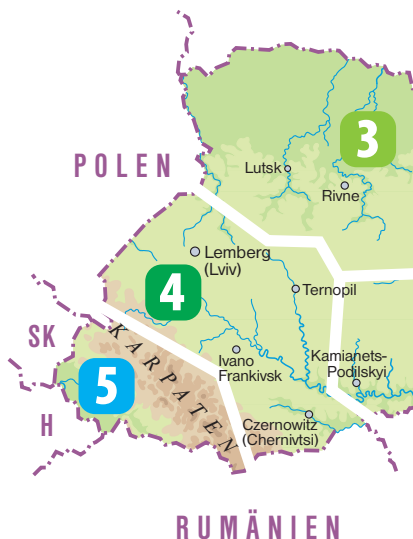 3
POLEN
Lutsk
Rivne
Lemberg
(Lviv)
4
Ternopil
SK
KARPATEN
5
Ivano
Frankivsk
Kamianets-
Podilskyi
H
Czernowitz
(Chernivtsi)
RUMÄNIEN